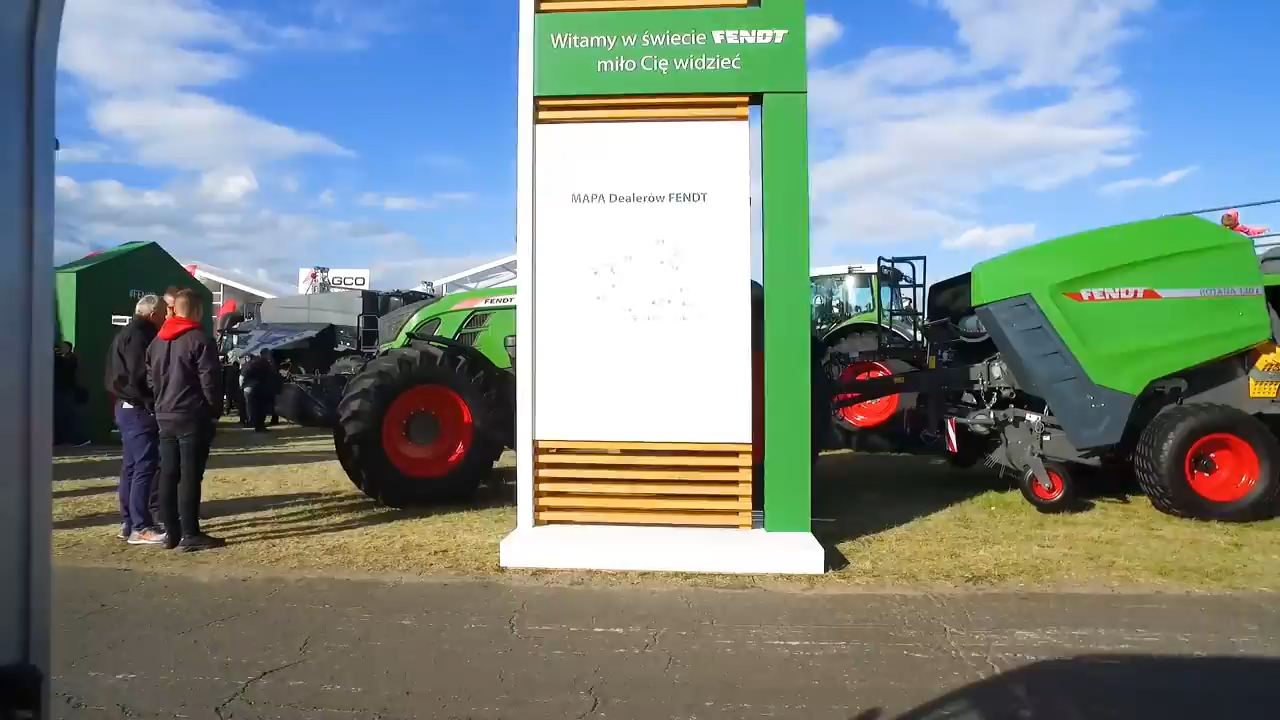 Witamy w świecie FENDT
miło Cię widzieć
MAPA Dealerów FENDT
GCO
FENDT
FENDT